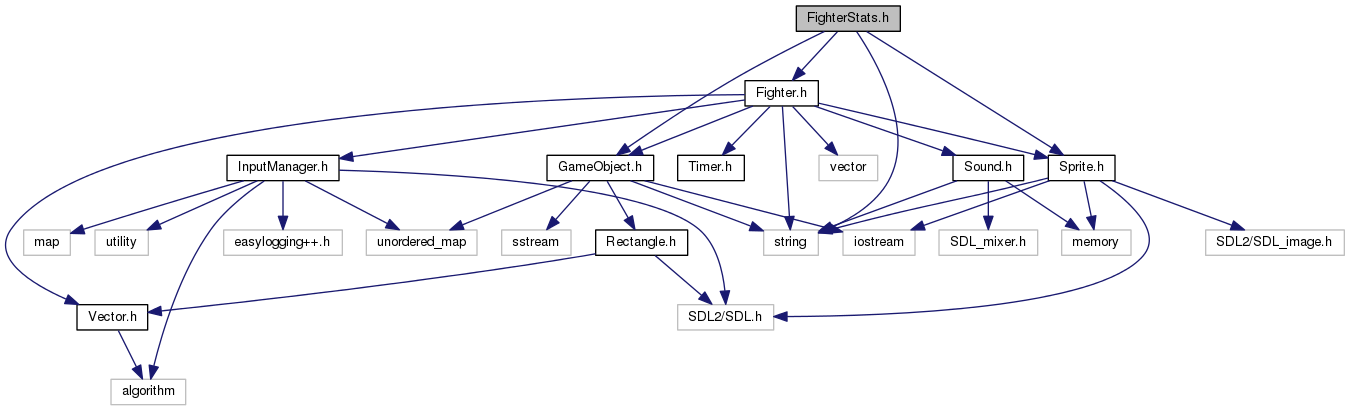 FighterStats.h
Fighter.h
InputManager.h
GameObject.h
Timer.h
vector
Sound.h
Sprite.h
map
utility
easylogging++.h
unordered_map
sstream
Rectangle.h
string
iostream
SDL_mixer.h
memory
SDL2/SDL_image.h
Vector.h
SDL2/SDL.h
algorithm